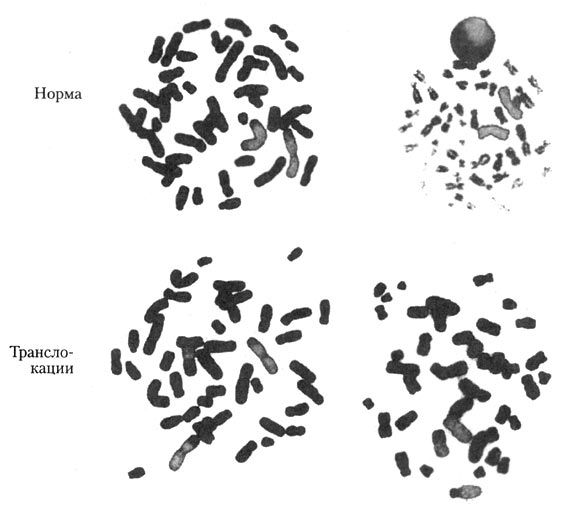 Норма
Трансло-
кации